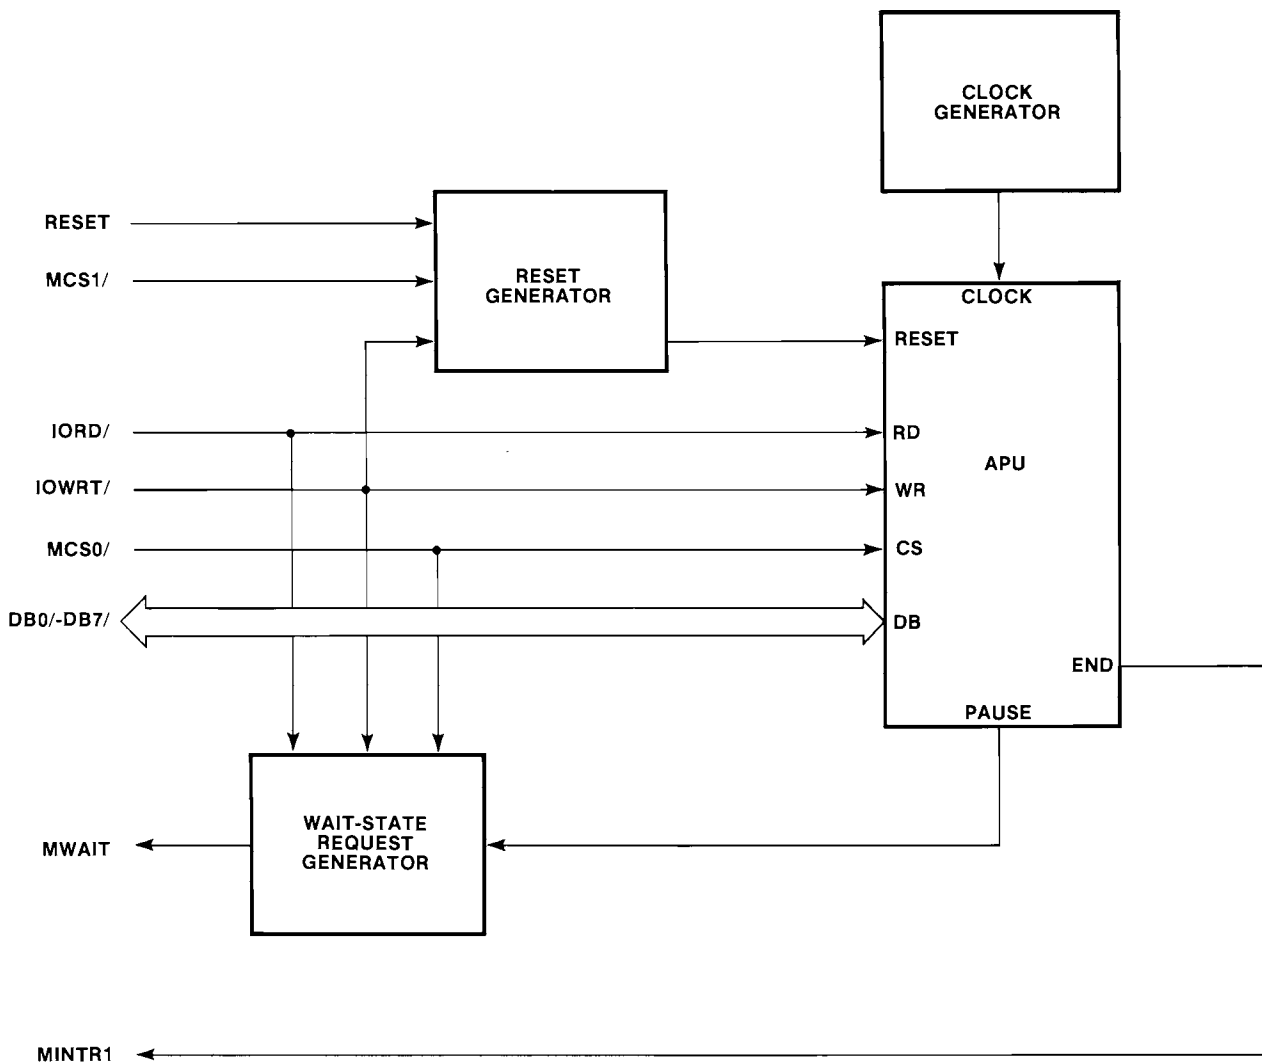 CLOCK
GENERATOR
RESET
MCS1/
RESET
GENERATOR
CLOCK
RESET
IORD/
RD
APU
IOWRT/
WR
MCS0/
CS
DB0/-DB7/
DB
END
PAUSE
WAIT-STATE
REQUEST
GENERATOR
MWAIT
MINTR1